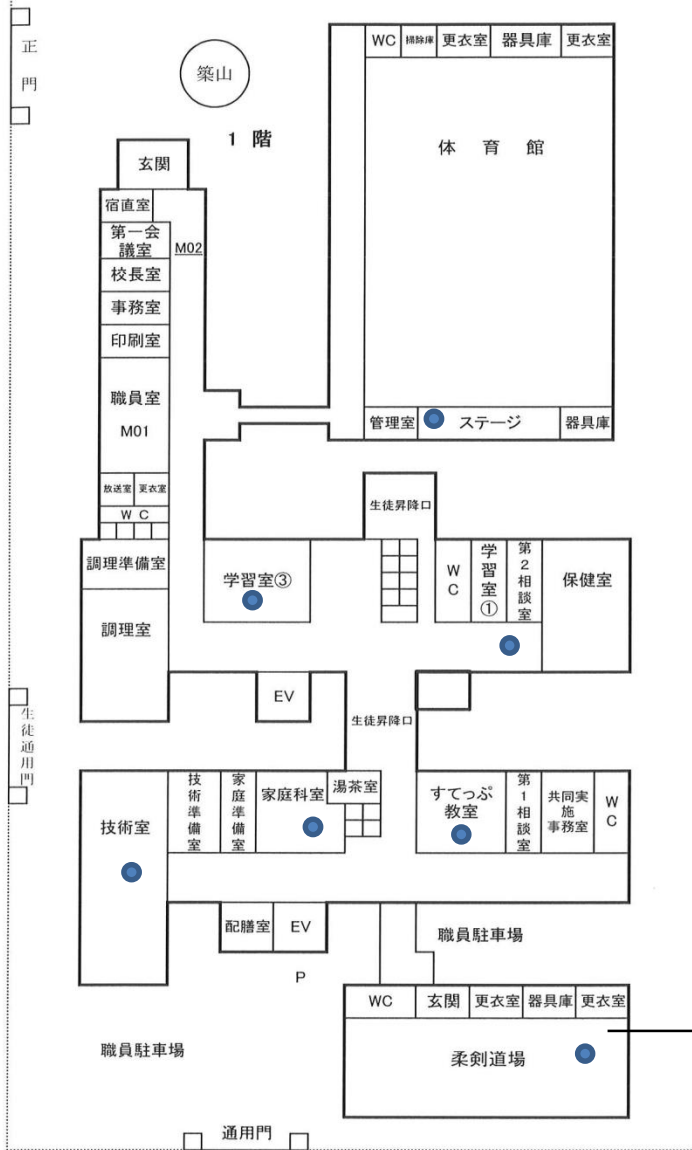 正門
築山
1 階
WC
掃除庫
更衣室
器具庫
更衣室
体 育 館
玄関
宿直室
第一会
議室
M02
校長室
事務室
印刷室
職員室
M01
管理室
ステージ
器具庫
放送室
更衣室
W C
生徒昇降口
調理準備室
調理室
学習室③
WC
学習室①
第2相談室
保健室
EV
生徒昇降口
生徒通用門
技術室
技術準備室
家庭準備室
家庭科室
湯茶室
すてっぷ
教室
第1相談室
共同実
施
事務室
WC
配膳室
EV
職員駐車場
P
WC
玄関
更衣室
器具庫
更衣室
職員駐車場
柔剣道場
通用門